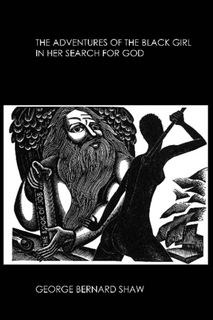 THE ADVENTURES OF THE BLACK GIRL
IN HER SEARCH FOR GOD
GEORGE BERNARD SHAW